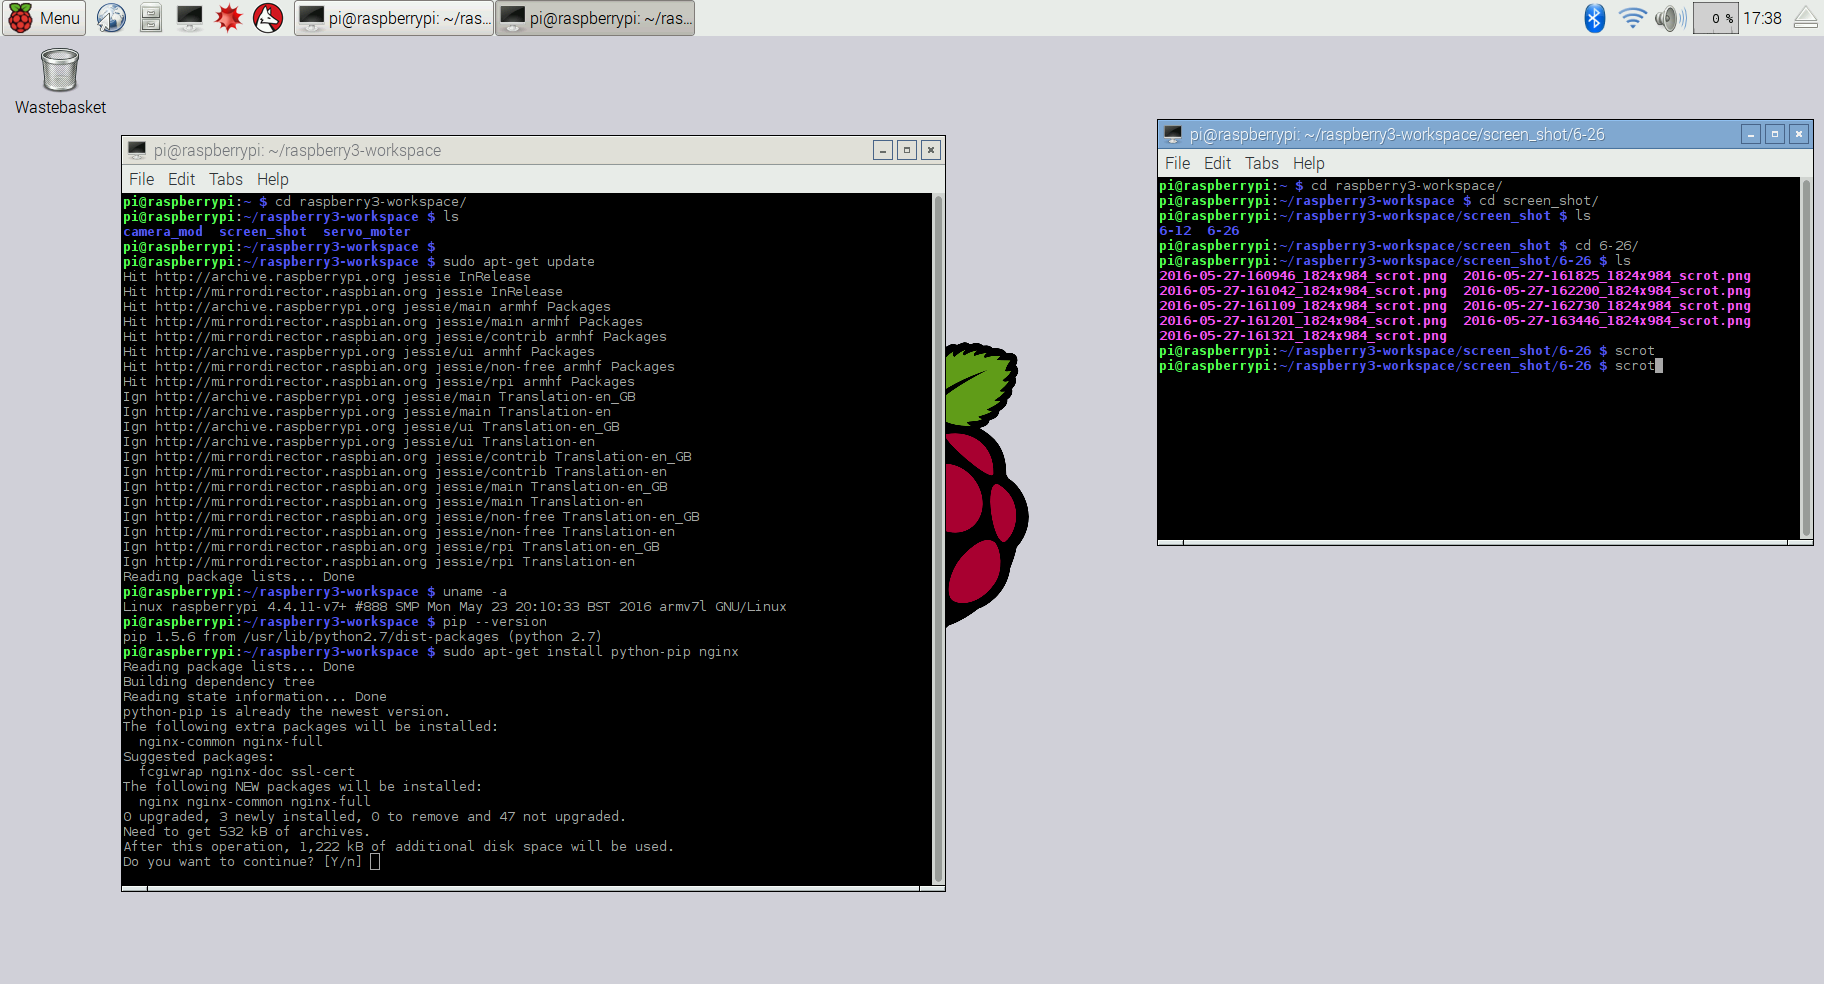 Menu
pi@raspberrypi: ~/ras...
pi@raspberrypi: ~/ras...
0 %
17:38
Wastebasket
pi@raspberrypi: ~/raspberry3-workspace
File Edit Tabs Help
pi@raspberrypi:~ $ cd raspberry3-workspace/
pi@raspberrypi:~/raspberry3-workspace $ ls
camera_mod  screen_shot  servo_moter
pi@raspberrypi:~/raspberry3-workspace $
pi@raspberrypi:~/raspberry3-workspace $ sudo apt-get update
Hit http://archive.raspberrypi.org jessie InRelease
Hit http://mirrordirector.raspbian.org jessie InRelease
Hit http://archive.raspberrypi.org jessie/main armhf Packages
Hit http://mirrordirector.raspbian.org jessie/main armhf Packages
Hit http://mirrordirector.raspbian.org jessie/contrib armhf Packages
Hit http://archive.raspberrypi.org jessie/ui armhf Packages
Hit http://mirrordirector.raspbian.org jessie/non-free armhf Packages
Hit http://mirrordirector.raspbian.org jessie/rpi armhf Packages
Ign http://archive.raspberrypi.org jessie/main Translation-en_GB
Ign http://archive.raspberrypi.org jessie/main Translation-en
Ign http://archive.raspberrypi.org jessie/ui Translation-en_GB
Ign http://archive.raspberrypi.org jessie/ui Translation-en
Ign http://mirrordirector.raspbian.org jessie/contrib Translation-en_GB
Ign http://mirrordirector.raspbian.org jessie/contrib Translation-en
Ign http://mirrordirector.raspbian.org jessie/main Translation-en_GB
Ign http://mirrordirector.raspbian.org jessie/main Translation-en
Ign http://mirrordirector.raspbian.org jessie/non-free Translation-en_GB
Ign http://mirrordirector.raspbian.org jessie/non-free Translation-en
Ign http://mirrordirector.raspbian.org jessie/rpi Translation-en_GB
Ign http://mirrordirector.raspbian.org jessie/rpi Translation-en
Reading package lists... Done
pi@raspberrypi:~/raspberry3-workspace $ uname -a
Linux raspberrypi 4.4.11-v7+ #888 SMP Mon May 23 20:10:33 BST 2016 armv7l GNU/Linux
pi@raspberrypi:~/raspberry3-workspace $ pip --version
pip 1.5.6 from /usr/lib/python2.7/dist-packages (python 2.7)
pi@raspberrypi:~/raspberry3-workspace $ sudo apt-get install python-pip nginx
Reading package lists... Done
Building dependency tree
Reading state information... Done
python-pip is already the newest version.
The following extra packages will be installed:
  nginx-common nginx-full
Suggested packages:
  fcgiwrap nginx-doc ssl-cert
The following NEW packages will be installed:
  nginx nginx-common nginx-full
0 upgraded, 3 newly installed, 0 to remove and 47 not upgraded.
Need to get 532 kB of archives.
After this operation, 1,222 kB of additional disk space will be used.
Do you want to continue? [Y/n]
pi@raspberrypi: ~/raspberry3-workspace/screen_shot/6-26
File Edit Tabs Help
pi@raspberrypi:~ $ cd raspberry3-workspace/
pi@raspberrypi:~/raspberry3-workspace $ cd screen_shot/
pi@raspberrypi:~/raspberry3-workspace/screen_shot $ ls
6-12  6-26
pi@raspberrypi:~/raspberry3-workspace/screen_shot $ cd 6-26/
pi@raspberrypi:~/raspberry3-workspace/screen_shot/6-26 $ ls
2016-05-27-160946_1824x984_scrot.png  2016-05-27-161825_1824x984_scrot.png
2016-05-27-161042_1824x984_scrot.png  2016-05-27-162200_1824x984_scrot.png
2016-05-27-161109_1824x984_scrot.png  2016-05-27-162730_1824x984_scrot.png
2016-05-27-161201_1824x984_scrot.png  2016-05-27-163446_1824x984_scrot.png
2016-05-27-161321_1824x984_scrot.png
pi@raspberrypi:~/raspberry3-workspace/screen_shot/6-26 $ scrot
pi@raspberrypi:~/raspberry3-workspace/screen_shot/6-26 $ scrot